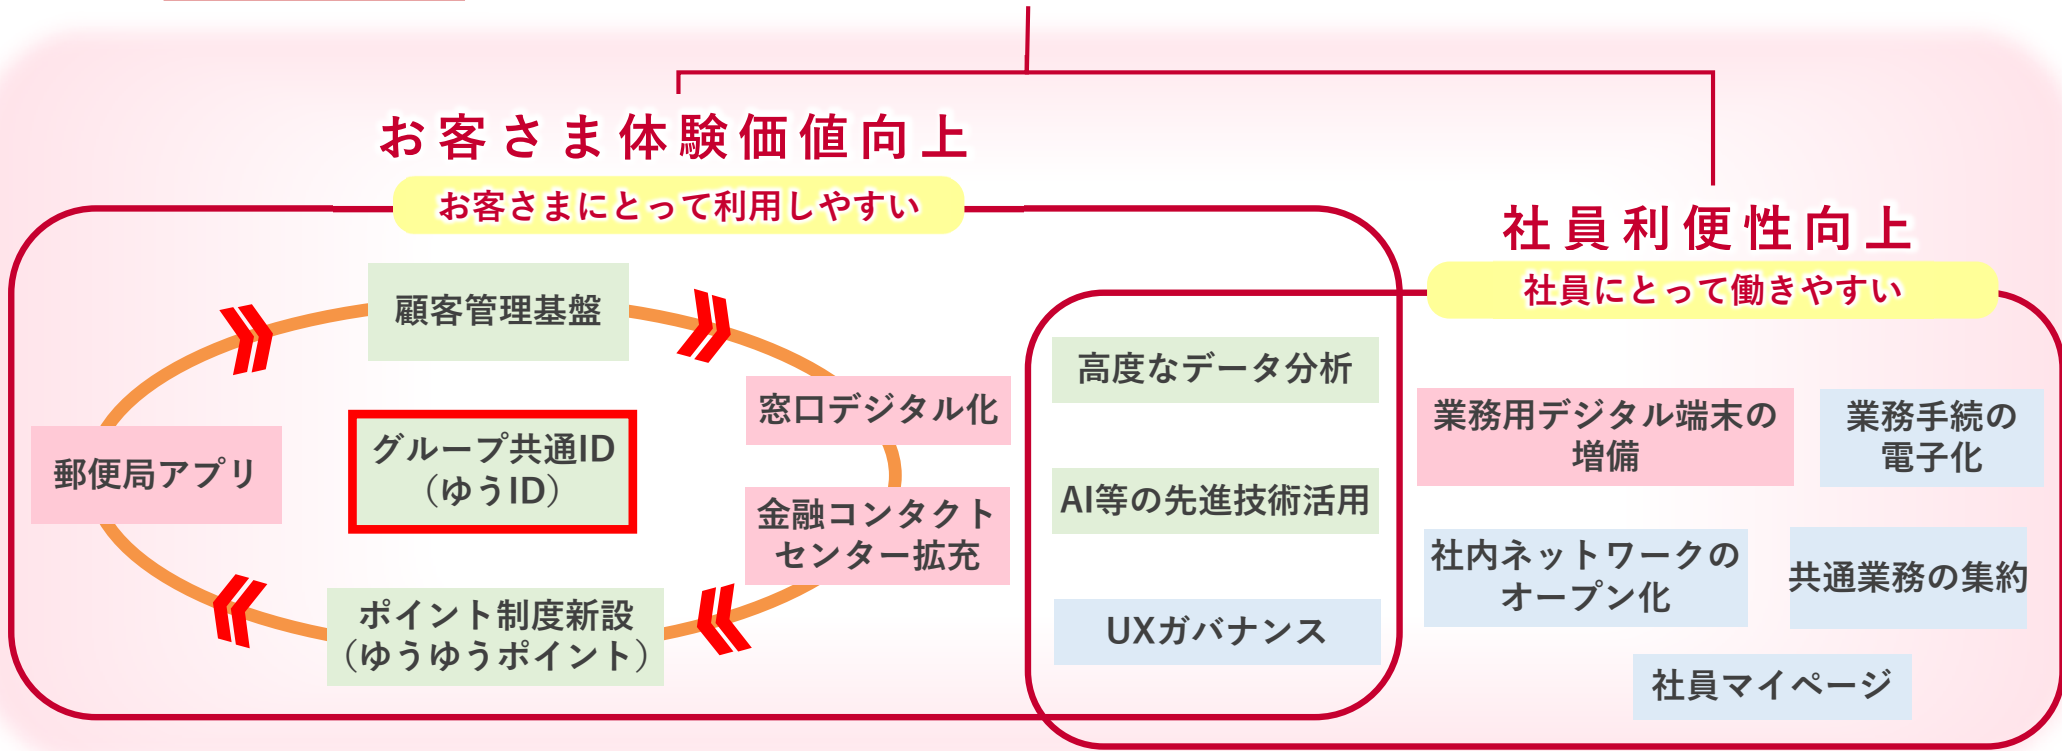 お客さま体験価値向上
お客さまにとって利用しやすい
顧客管理基盤
窓口デジタル化
郵便局アプリ
グループ共通ID
（ゆうID）
金融コンタクト
センター拡充
ポイント制度新設
（ゆうゆうポイント）
高度なデータ分析
AI等の先進技術活用
UXガバナンス
社員利便性向上
社員にとって働きやすい
業務用デジタル端末の
増備
業務手続の
電子化
社内ネットワークの
オープン化
共通業務の集約
社員マイページ